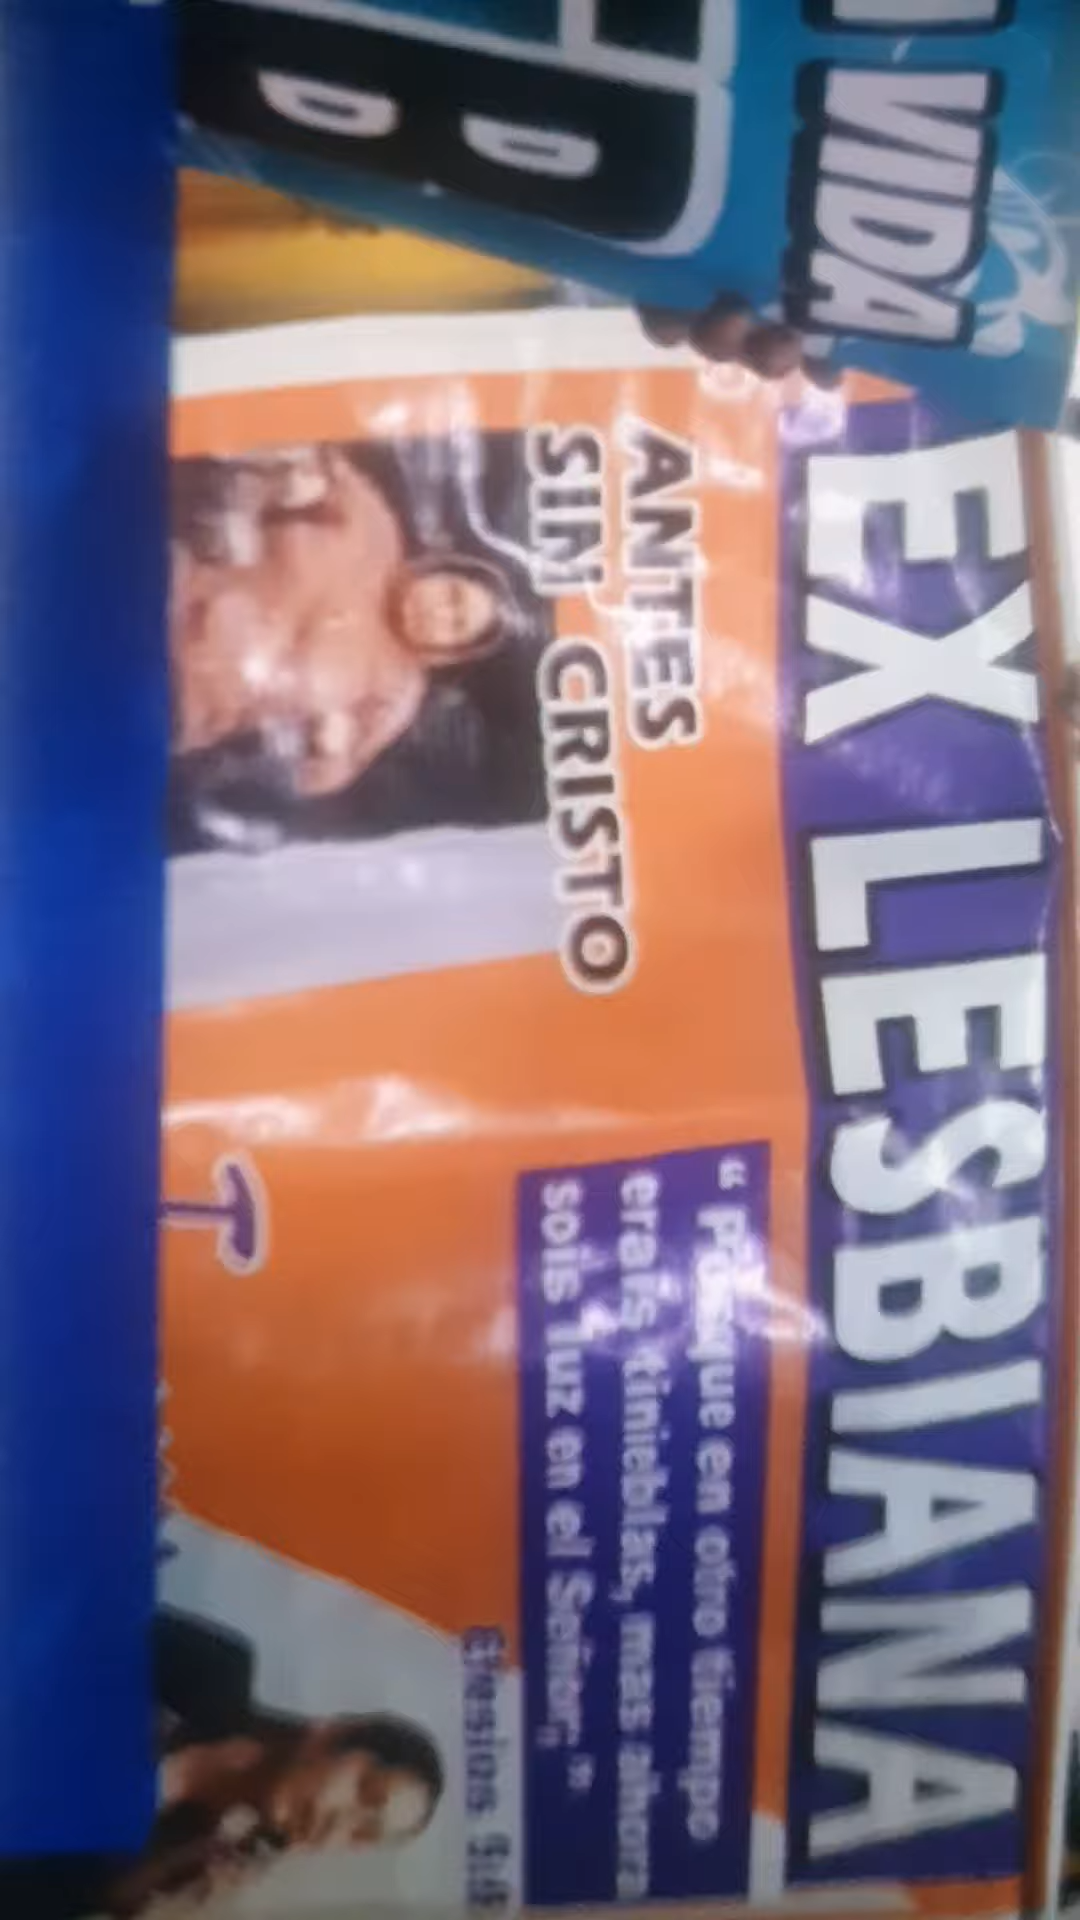 VIDA
EX LESBIANA
ANTES
SIN CRISTO
“Porque en otro tiempo
erais tinieblas, mas ahora
sois luz en el Señor;”
Efesios 5:8